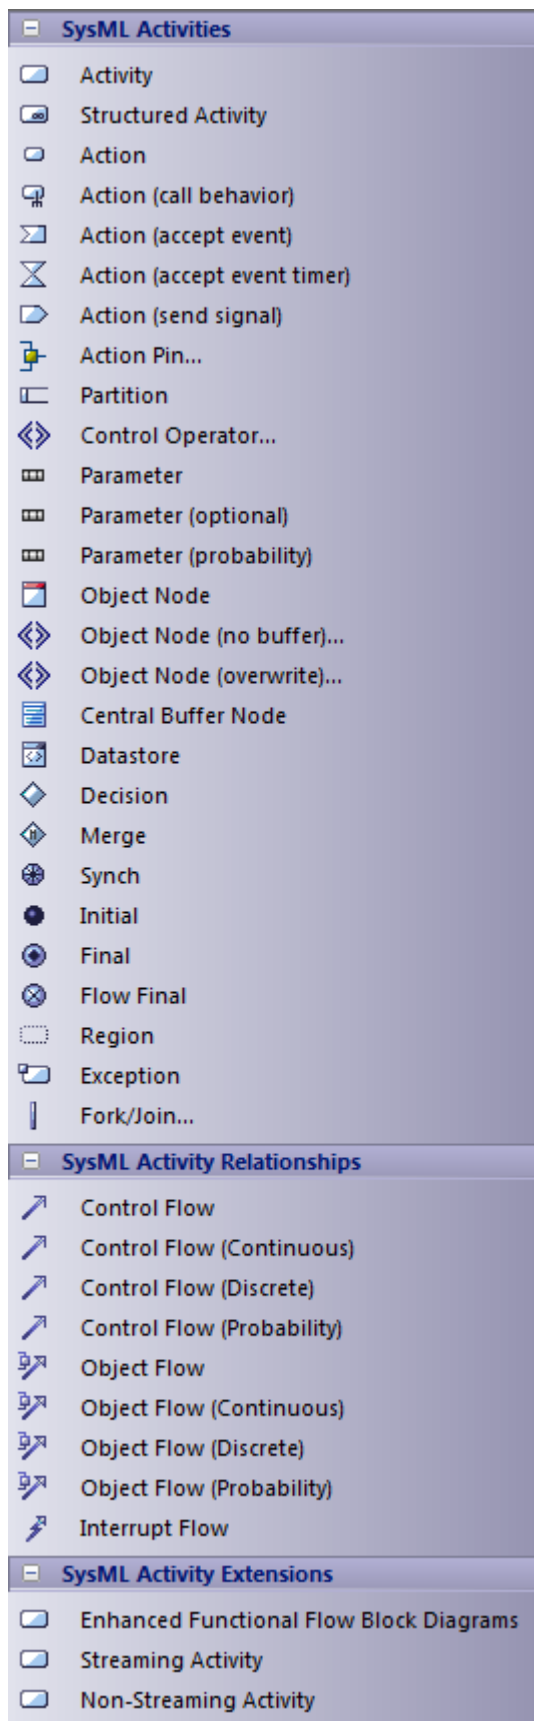 SysML Activities
Activity
Structured Activity
Action
Action (call behavior)
Action (accept event)
Action (accept event timer)
Action (send signal)
Action Pin...
Partition
Control Operator...
Parameter
Parameter (optional)
Parameter (probability)
Object Node
Object Node (no buffer)...
Object Node (overwrite)...
Central Buffer Node
Datastore
Decision
Merge
Synch
Initial
Final
Flow Final
Region
Exception
Fork/Join...
SysML Activity Relationships
Control Flow
Control Flow (Continuous)
Control Flow (Discrete)
Control Flow (Probability)
Object Flow
Object Flow (Continuous)
Object Flow (Discrete)
Object Flow (Probability)
Interrupt Flow
SysML Activity Extensions
Enhanced Functional Flow Block Diagrams
Streaming Activity
Non-Streaming Activity